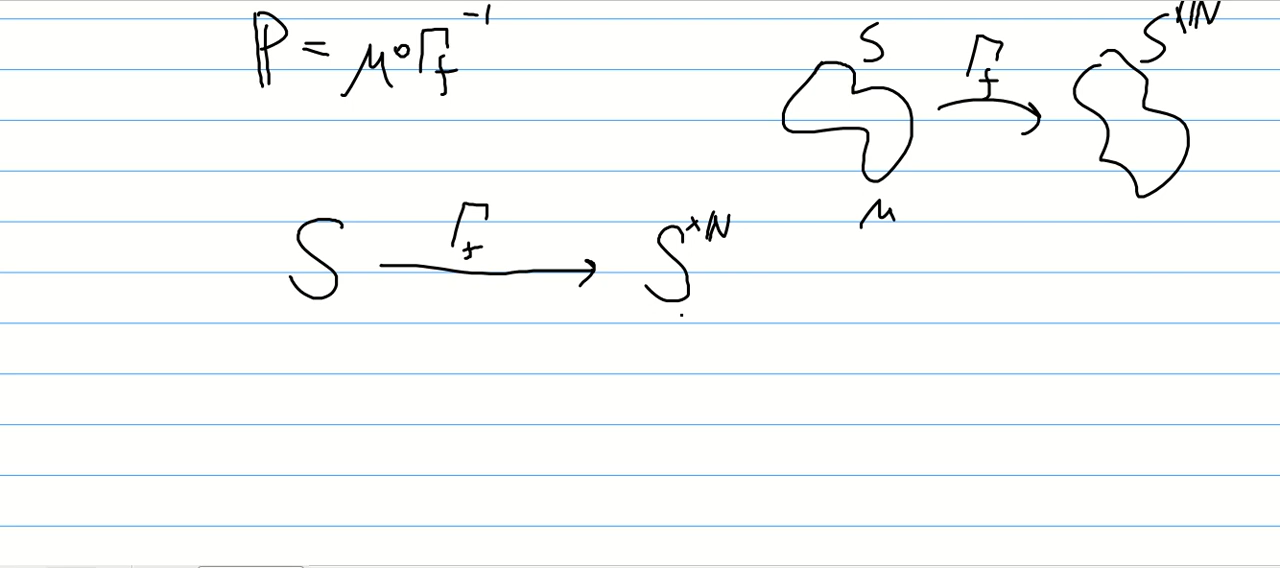 ℙ = μ∘Γ_f^{-1}
S Γ_f S^{×ℕ}
μ
S Γ_f S^{×ℕ}